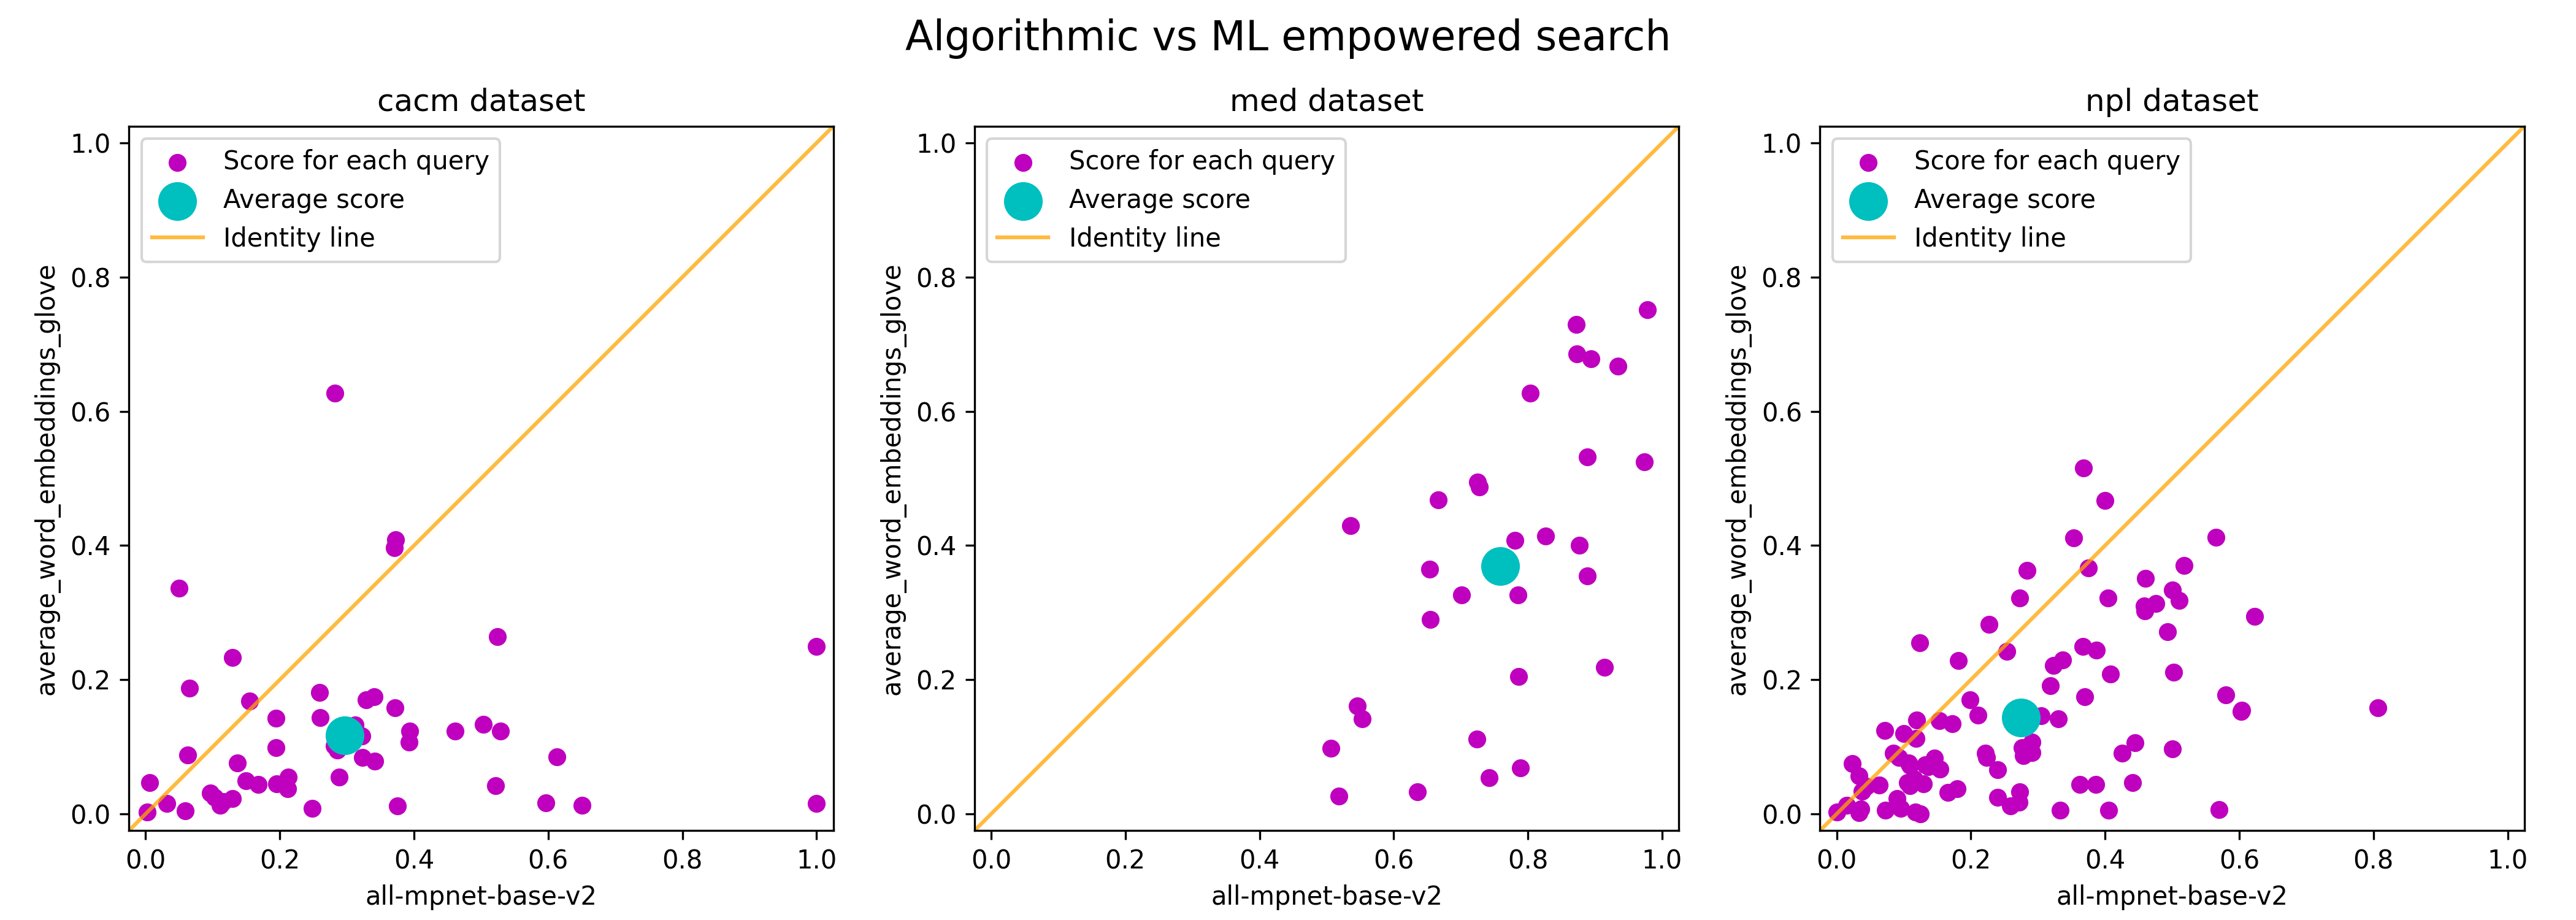 Algorithmic vs ML empowered search
cacm dataset
1.0
0.8
0.6
0.4
0.2
0.0
average_word_embeddings_glove
Score for each query
Average score
Identity line
0.0 0.2 0.4 0.6 0.8 1.0
all-mpnet-base-v2
med dataset
1.0
0.8
0.6
0.4
0.2
0.0
average_word_embeddings_glove
Score for each query
Average score
Identity line
0.0 0.2 0.4 0.6 0.8 1.0
all-mpnet-base-v2
npl dataset
1.0
0.8
0.6
0.4
0.2
0.0
average_word_embeddings_glove
Score for each query
Average score
Identity line
0.0 0.2 0.4 0.6 0.8 1.0
all-mpnet-base-v2